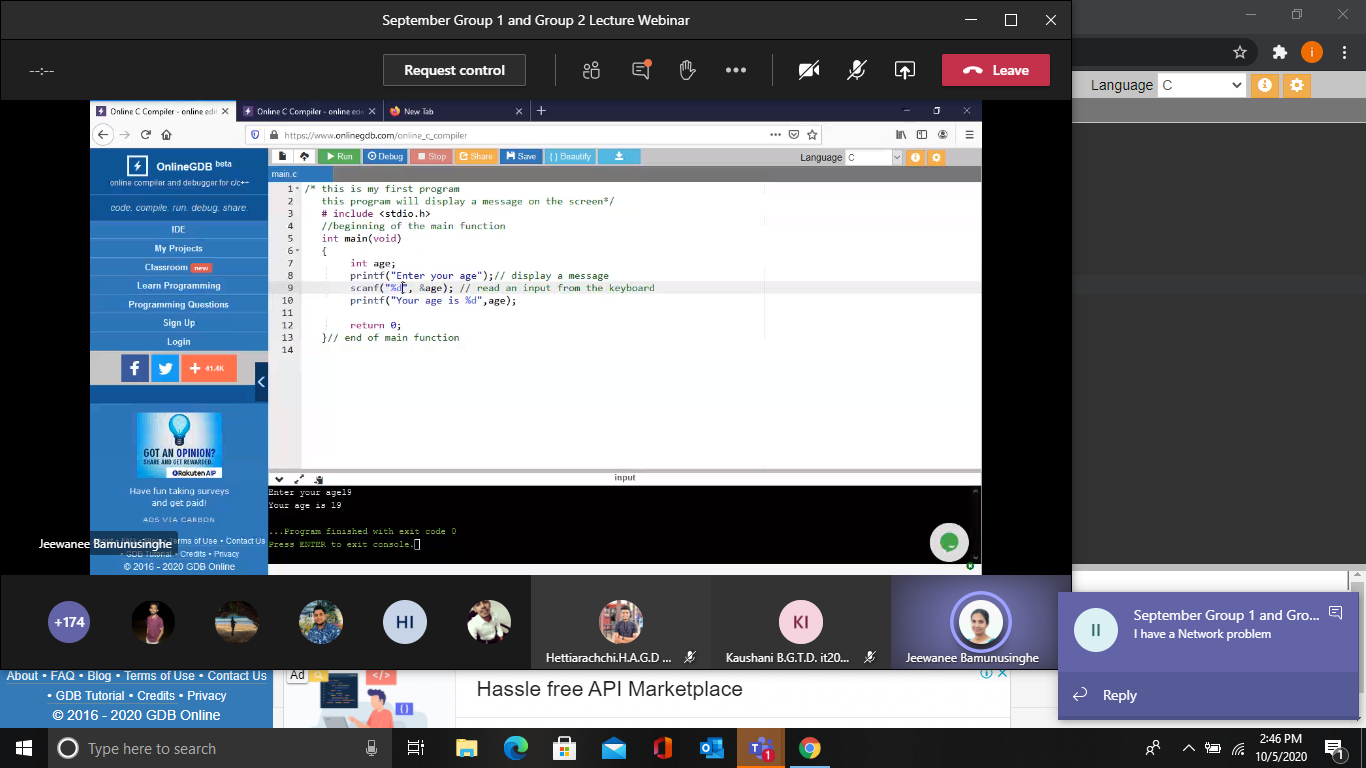 September Group 1 and Group 2 Lecture Webinar
--:--
Request control
Leave
Language C
Online C Compiler - online edi
Online C Compiler - online edi
New Tab
https://www.onlinegdb.com/online_c_compiler
OnlineGDB beta
online compiler and debugger for c/c++
code. compile. run. debug. share.
IDE
My Projects
Classroom new
Learn Programming
Programming Questions
Sign Up
Login
41.4K
GOT AN OPINION?
SHARE AND GET REWARDED.
Rakuten AIP
Have fun taking surveys
and get paid!
ADS VIA CARBON
FAQ • Blog • Terms of Use • Contact Us
• GDB Tutorial • Credits • Privacy
© 2016 - 2020 GDB Online
Run Debug Stop Share Save { } Beautify
Language C
main.c
1 /* this is my first program
2 this program will display a message on the screen*/
3 # include <stdio.h>
4 //beginning of the main function
5 int main(void)
6 {
7 int age;
8 printf("Enter your age");// display a message
9 scanf("%d", &age); // read an input from the keyboard
10 printf("Your age is %d",age);
11
12 return 0;
13 }// end of main function
14
input
Enter your age19
Your age is 19
...Program finished with exit code 0
Press ENTER to exit console.
Jeewanee Bamunusinghe
+174
HI
Hettiarachchi.H.A.G.D ...
KI
Kaushani B.G.T.D. it20...
Jeewanee Bamunusinghe
II
September Group 1 and Gro...
I have a Network problem
Reply
About • FAQ • Blog • Terms of Use • Contact Us
• GDB Tutorial • Credits • Privacy
© 2016 - 2020 GDB Online
Ad
Hassle free API Marketplace
Type here to search
2:46 PM
10/5/2020
1